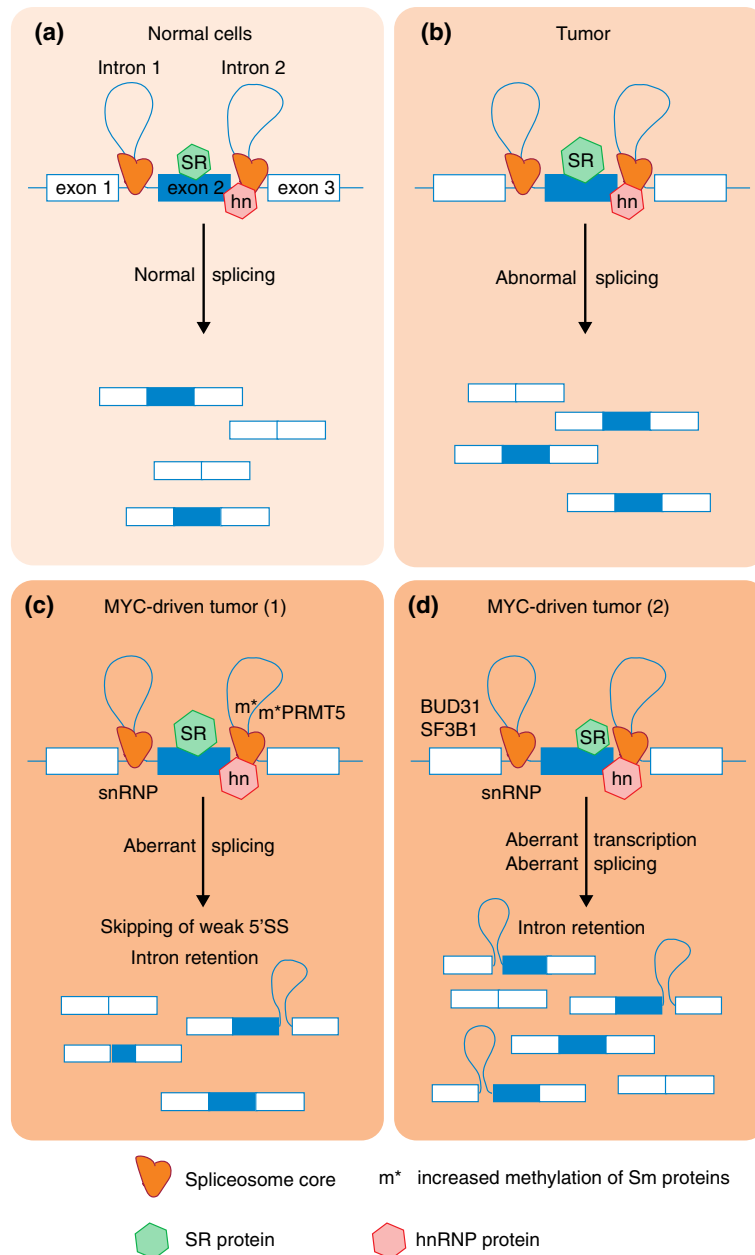 (a)
Normal cells
Intron 1
Intron 2
SR
exon 1
exon 2
hn
exon 3
Normal splicing
(b)
Tumor
SR
hn
Abnormal splicing
(c)
MYC-driven tumor (1)
m*
m*PRMT5
SR
hn
snRNP
Aberrant splicing
Skipping of weak 5'SS
Intron retention
(d)
MYC-driven tumor (2)
BUD31
SF3B1
SR
hn
snRNP
Aberrant transcription
Aberrant splicing
Intron retention
Spliceosome core
m* increased methylation of Sm proteins
SR protein
hnRNP protein